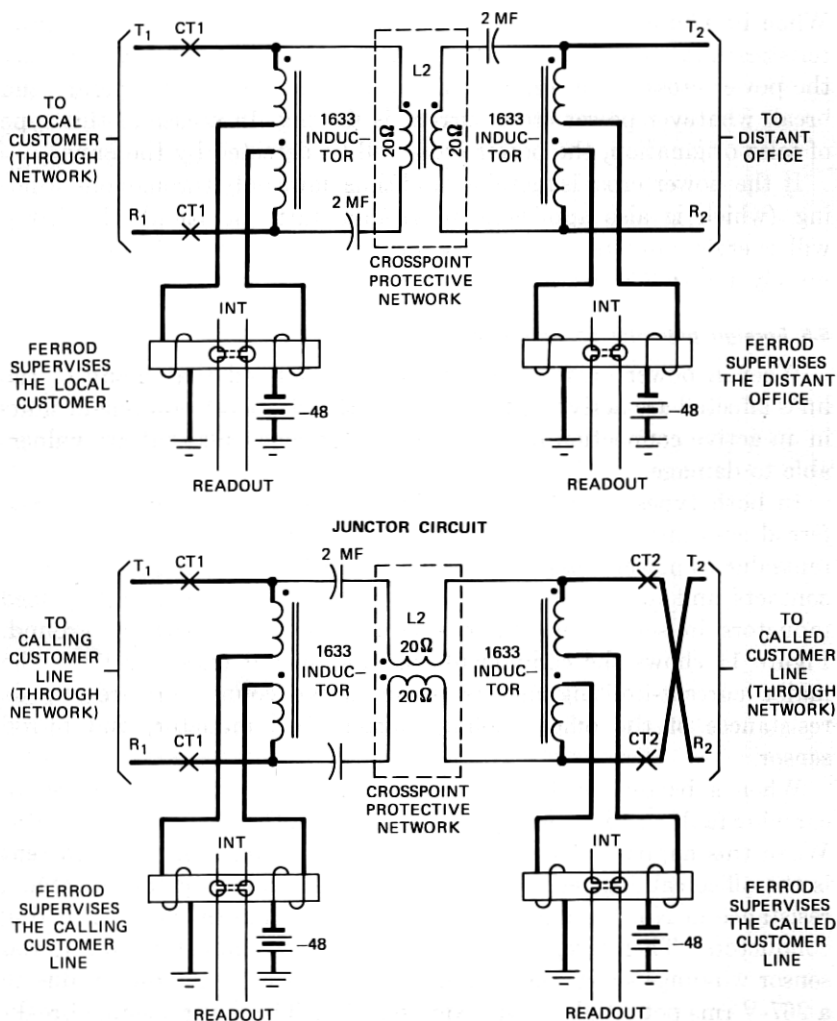 2 MF
T1
CT1
T2
L2
TO
LOCAL
CUSTOMER
(THROUGH
NETWORK)
1633
INDUC–
TOR
20Ω
20Ω
1633
INDUC–
TOR
TO
DISTANT
OFFICE
2 MF
R1
CT1
R2
CROSSPOINT
PROTECTIVE
NETWORK
INT
INT
FERROD
SUPERVISES
THE LOCAL
CUSTOMER
FERROD
SUPERVISES
THE DISTANT
OFFICE
–48
–48
READOUT
READOUT
JUNCTOR CIRCUIT
T1
CT1
2 MF
CT2
T2
L2
TO
CALLING
CUSTOMER
LINE
(THROUGH
NETWORK)
1633
INDUC–
TOR
20Ω
20Ω
1633
INDUC–
TOR
TO
CALLED
CUSTOMER
LINE
(THROUGH
NETWORK)
R1
CT1
CT2
R2
CROSSPOINT
PROTECTIVE
NETWORK
INT
INT
FERROD
SUPERVISES
THE CALLING
CUSTOMER
LINE
FERROD
SUPERVISES
THE CALLED
CUSTOMER
LINE
–48
–48
READOUT
READOUT